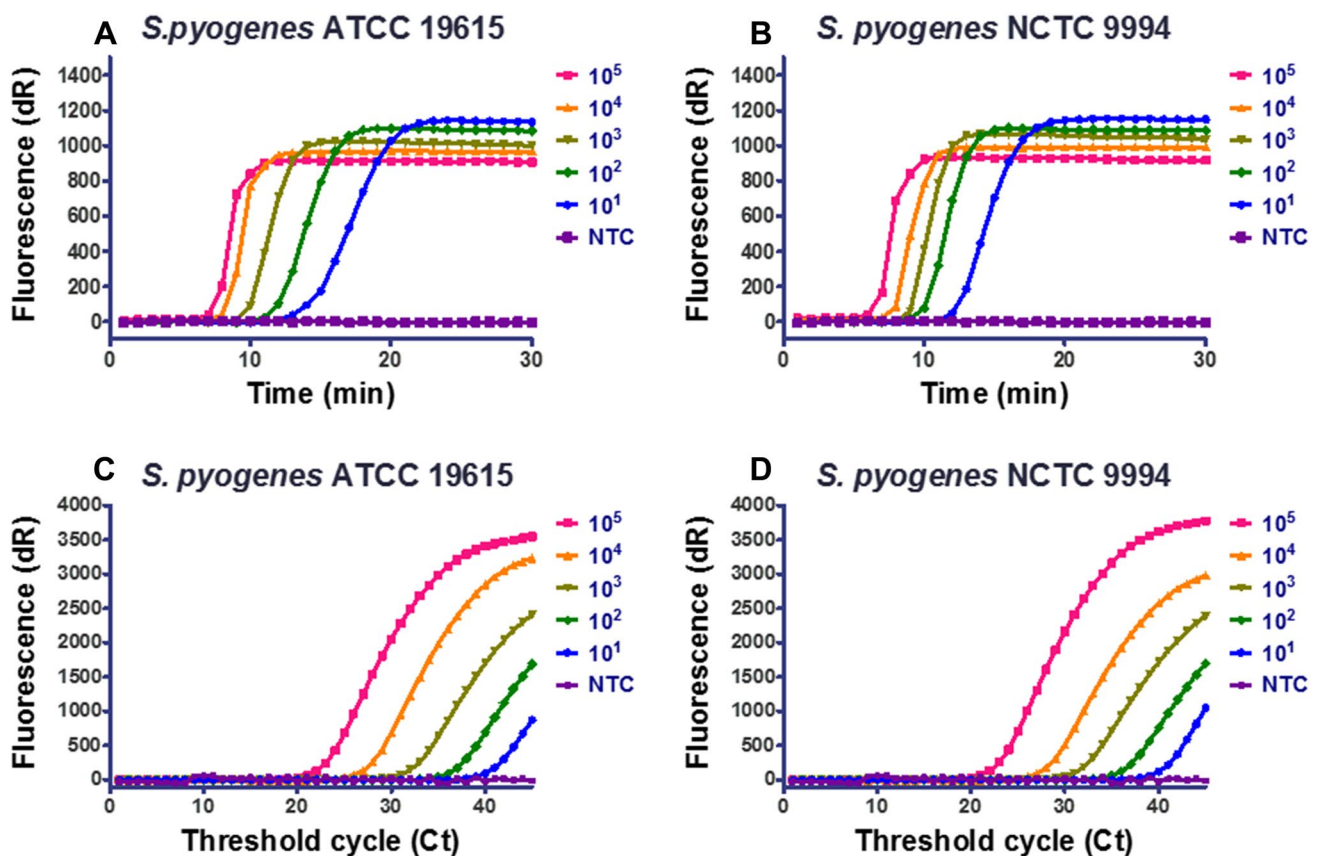 A
S.pyogenes ATCC 19615
Fluorescence (dR)
1400
1200
1000
800
600
400
200
0
0 10 20 30
Time (min)
10⁵
10⁴
10³
10²
10¹
NTC
B
S. pyogenes NCTC 9994
Fluorescence (dR)
1400
1200
1000
800
600
400
200
0
0 10 20 30
Time (min)
10⁵
10⁴
10³
10²
10¹
NTC
C
S. pyogenes ATCC 19615
Fluorescence (dR)
4000
3500
3000
2500
2000
1500
1000
500
0
0 10 20 30 40
Threshold cycle (Ct)
10⁵
10⁴
10³
10²
10¹
NTC
D
S. pyogenes NCTC 9994
Fluorescence (dR)
4000
3500
3000
2500
2000
1500
1000
500
0
0 10 20 30 40
Threshold cycle (Ct)
10⁵
10⁴
10³
10²
10¹
NTC